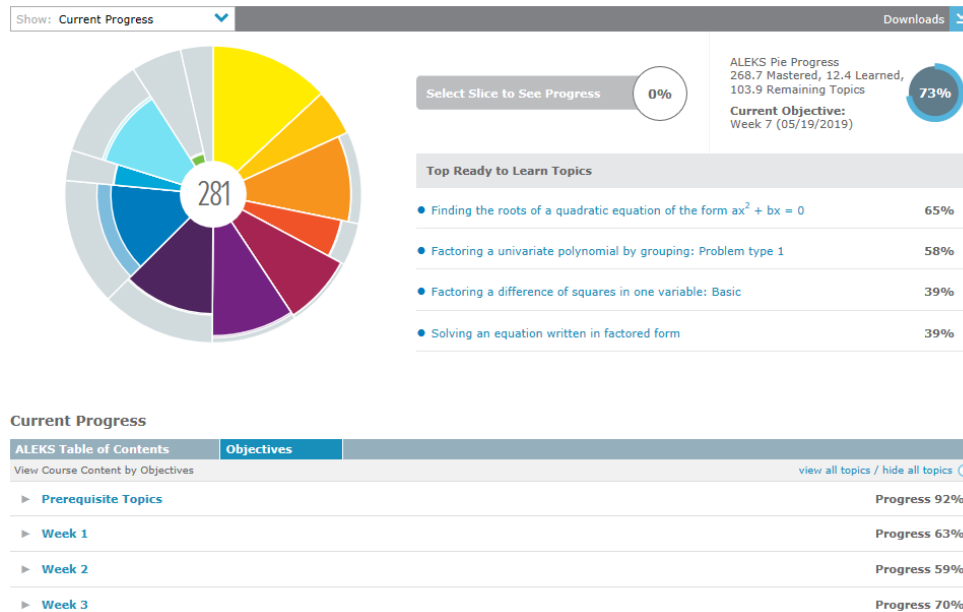 Show: Current Progress
Downloads
281
Select Slice to See Progress
0%
ALEKS Pie Progress
268.7 Mastered, 12.4 Learned,
103.9 Remaining Topics
Current Objective:
Week 7 (05/19/2019)
73%
Top Ready to Learn Topics
Finding the roots of a quadratic equation of the form ax² + bx = 0 65%
Factoring a univariate polynomial by grouping: Problem type 1 58%
Factoring a difference of squares in one variable: Basic 39%
Solving an equation written in factored form 39%
Current Progress
ALEKS Table of Contents Objectives
View Course Content by Objectives view all topics / hide all topics
Prerequisite Topics Progress 92%
Week 1 Progress 63%
Week 2 Progress 59%
Week 3 Progress 70%